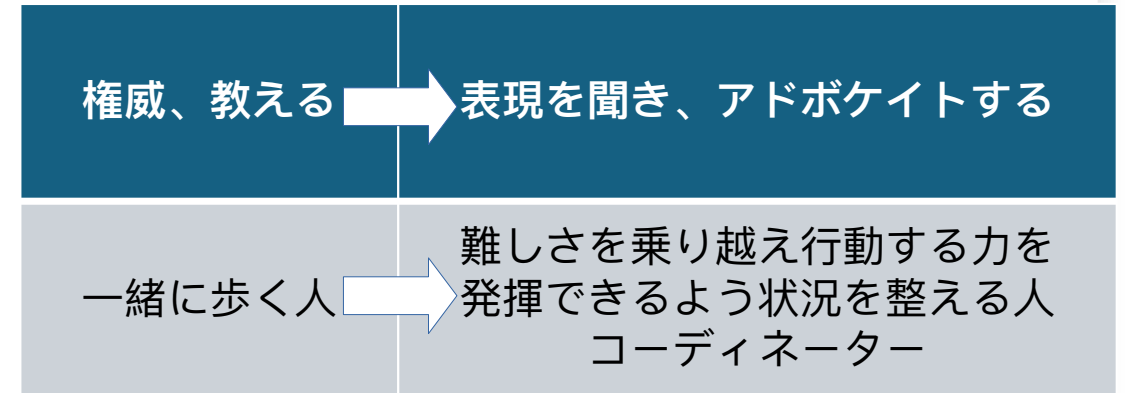 権威、教える
表現を聞き、アドボケイトする
一緒に歩く人
難しさを乗り越え行動する力を
発揮できるよう状況を整える人
コーディネーター